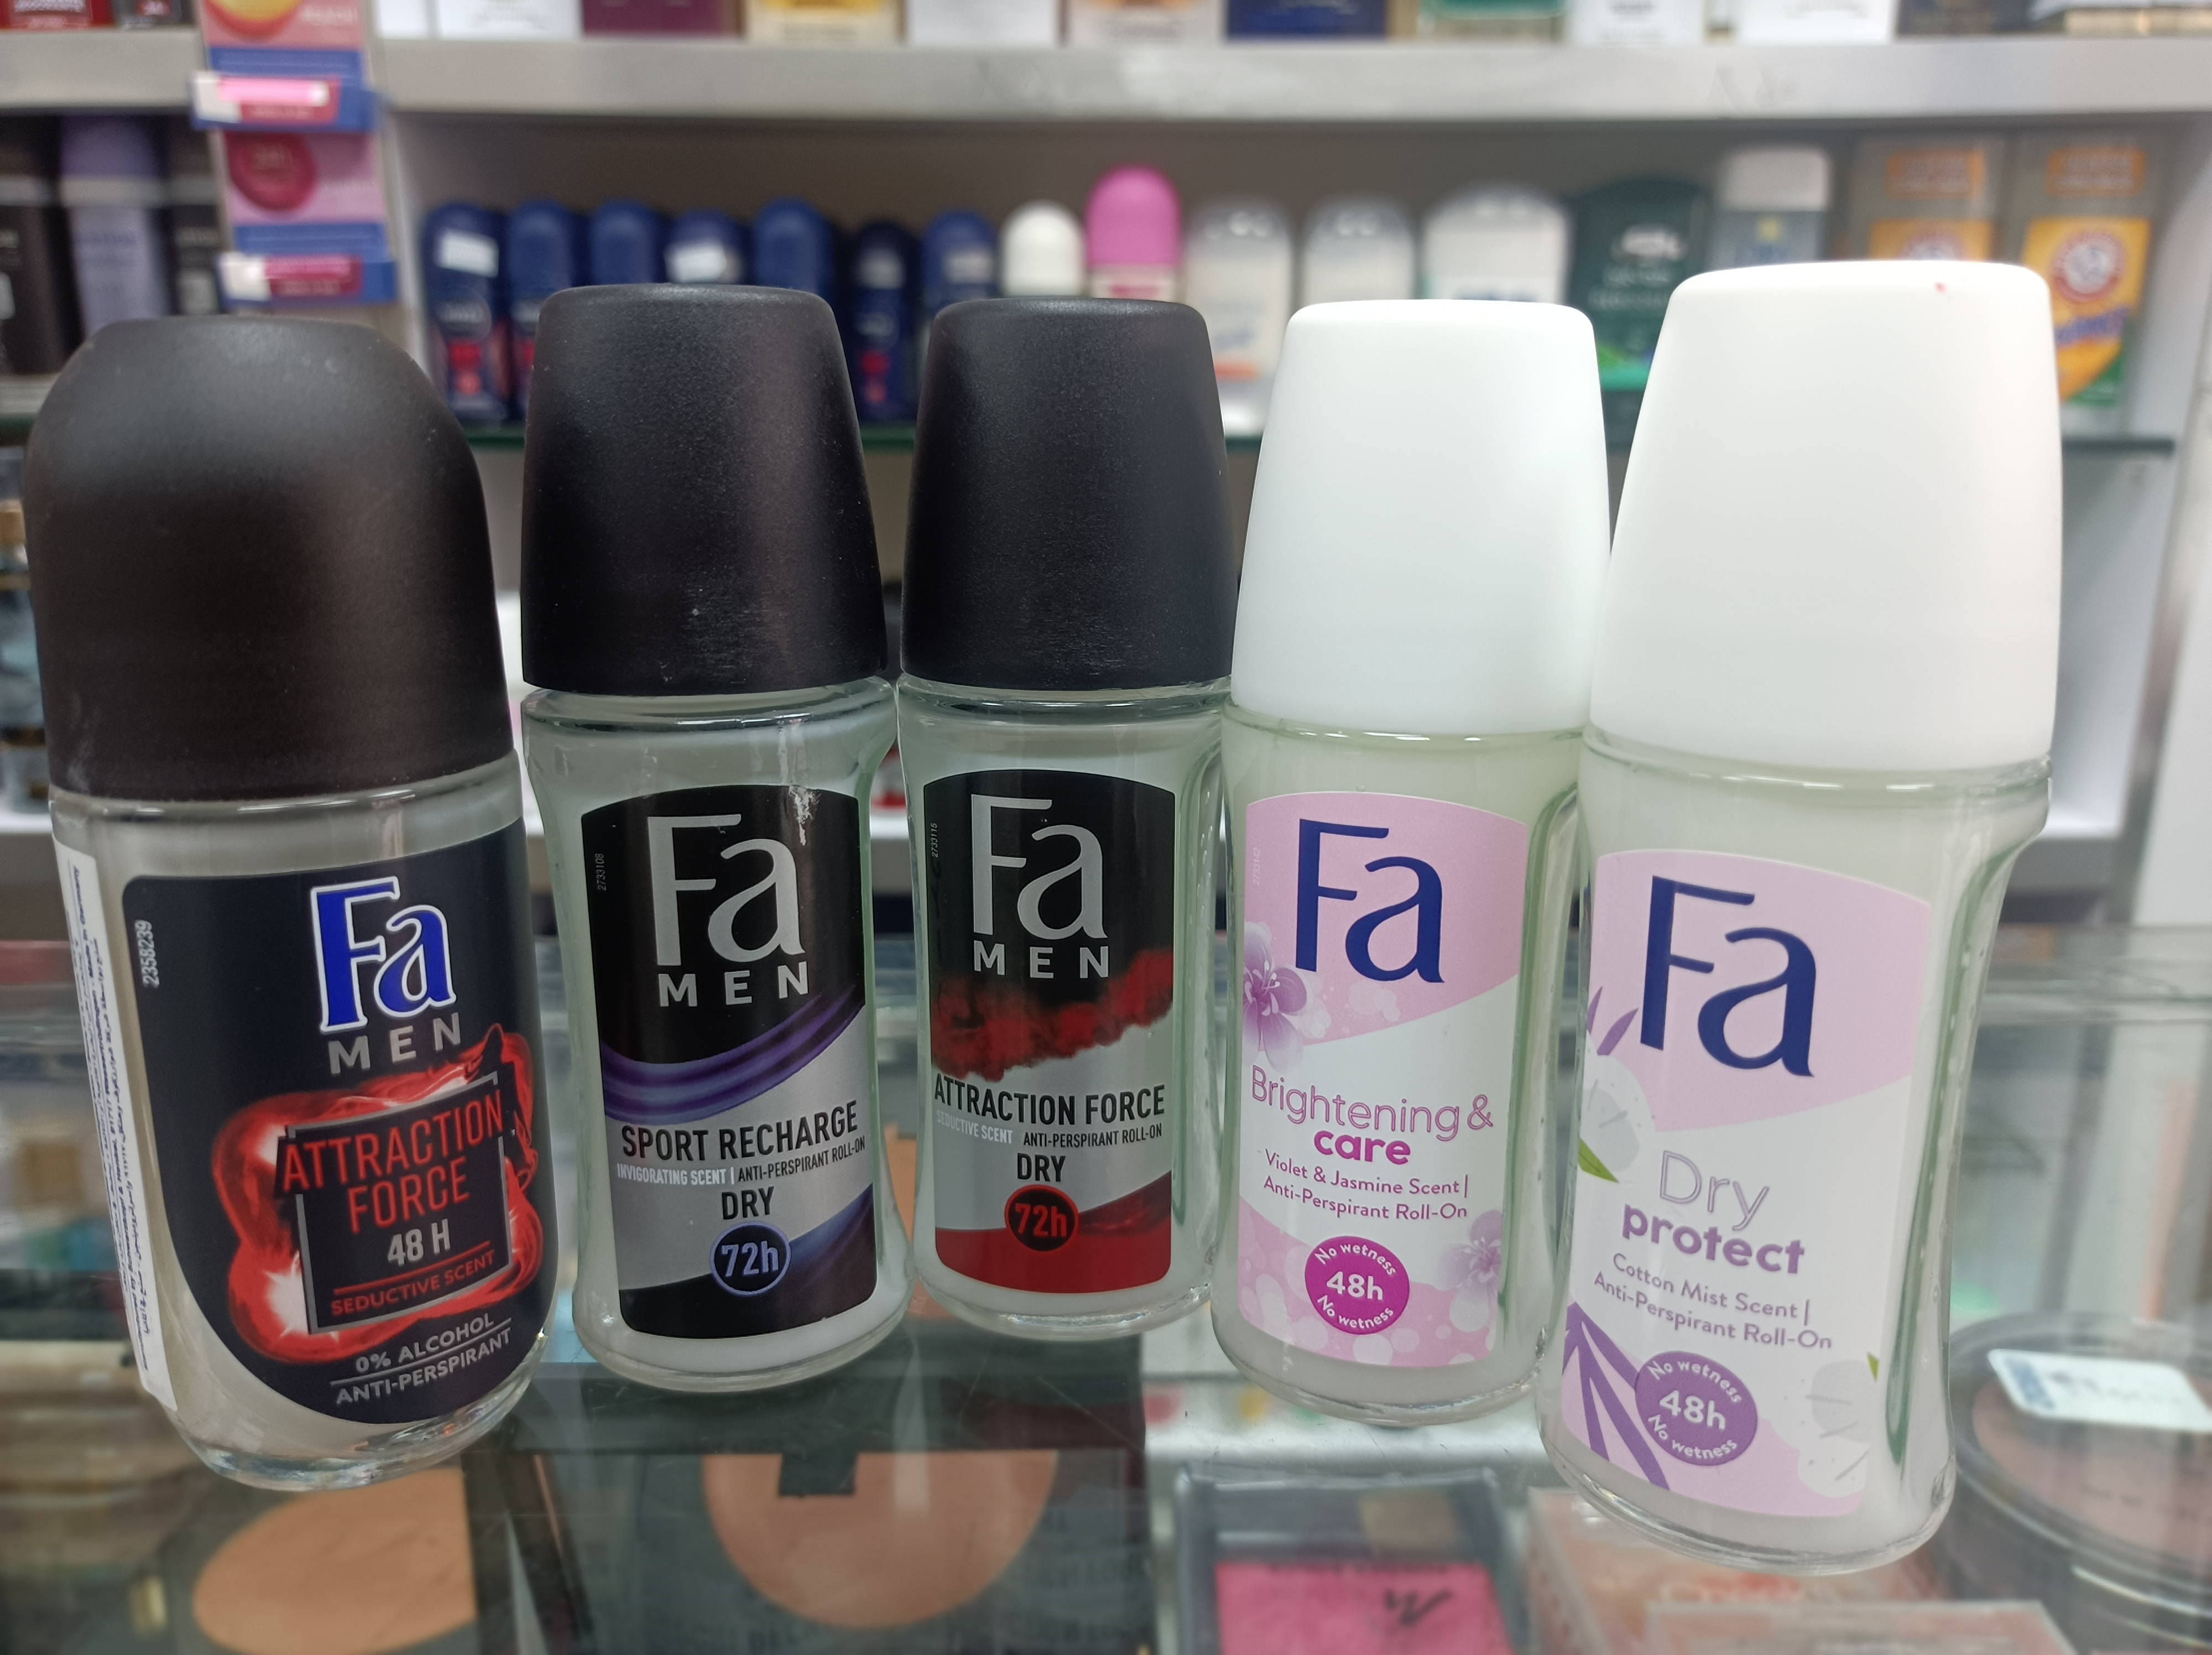 2358239
Fa
MEN
ATTRACTION
FORCE
48 H
SEDUCTIVE SCENT
0% ALCOHOL
ANTI-PERSPIRANT
2733108
Fa
MEN
SPORT RECHARGE
INVIGORATING SCENT | ANTI-PERSPIRANT ROLL-ON
DRY
72h
2733115
Fa
MEN
ATTRACTION FORCE
SEDUCTIVE SCENT ANTI-PERSPIRANT ROLL-ON
DRY
72h
Fa
Brightening &
care
Violet & Jasmine Scent |
Anti-Perspirant Roll-On
No wetness
48h
No wetness
Fa
Dry
protect
Cotton Mist Scent |
Anti-Perspirant Roll-On
No wetness
48h
No wetness